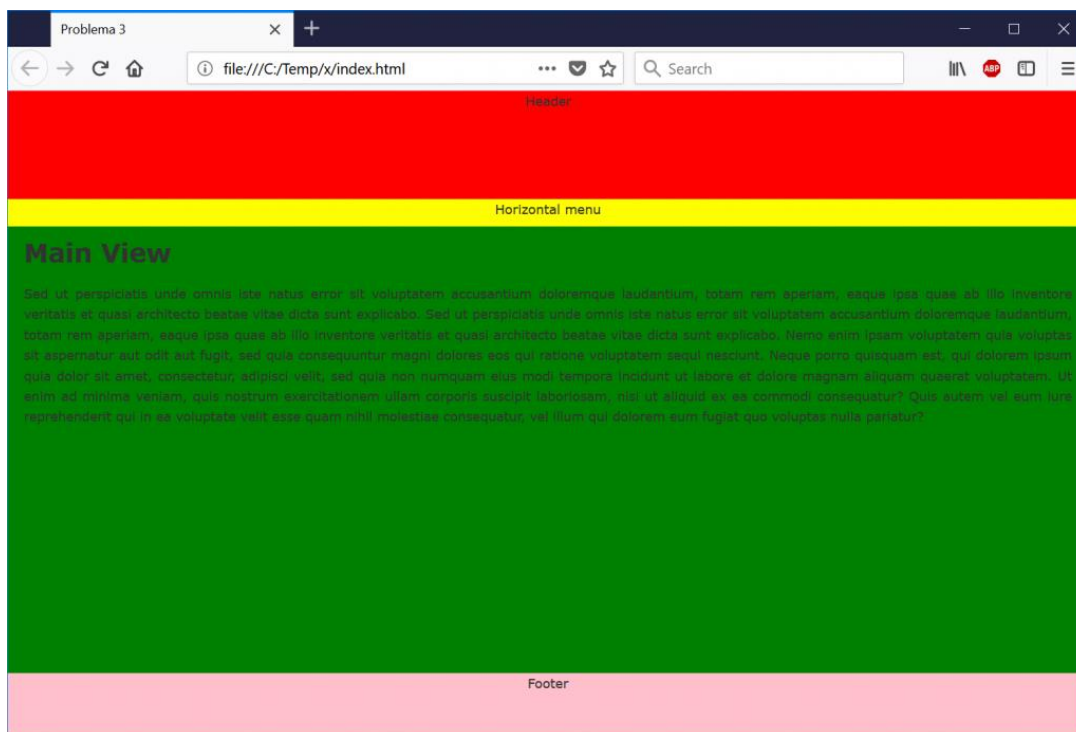 Problema 3
file:///C:/Temp/x/index.html
Search
ABP
Header
Horizontal menu
Main View
Sed ut perspiciatis unde omnis iste natus error sit voluptatem accusantium doloremque laudantium, totam rem aperiam, eaque ipsa quae ab illo inventore
veritatis et quasi architecto beatae vitae dicta sunt explicabo. Sed ut perspiciatis unde omnis iste natus error sit voluptatem accusantium doloremque laudantium,
totam rem aperiam, eaque ipsa quae ab illo inventore veritatis et quasi architecto beatae vitae dicta sunt explicabo. Nemo enim ipsam voluptatem quia voluptas
sit aspernatur aut odit aut fugit, sed quia consequuntur magni dolores eos qui ratione voluptatem sequi nesciunt. Neque porro quisquam est, qui dolorem ipsum
quia dolor sit amet, consectetur, adipisci velit, sed quia non numquam eius modi tempora incidunt ut labore et dolore magnam aliquam quaerat voluptatem. Ut
enim ad minima veniam, quis nostrum exercitationem ullam corporis suscipit laboriosam, nisi ut aliquid ex ea commodi consequatur? Quis autem vel eum iure
reprehenderit qui in ea voluptate velit esse quam nihil molestiae consequatur, vel illum qui dolorem eum fugiat quo voluptas nulla pariatur?
Footer